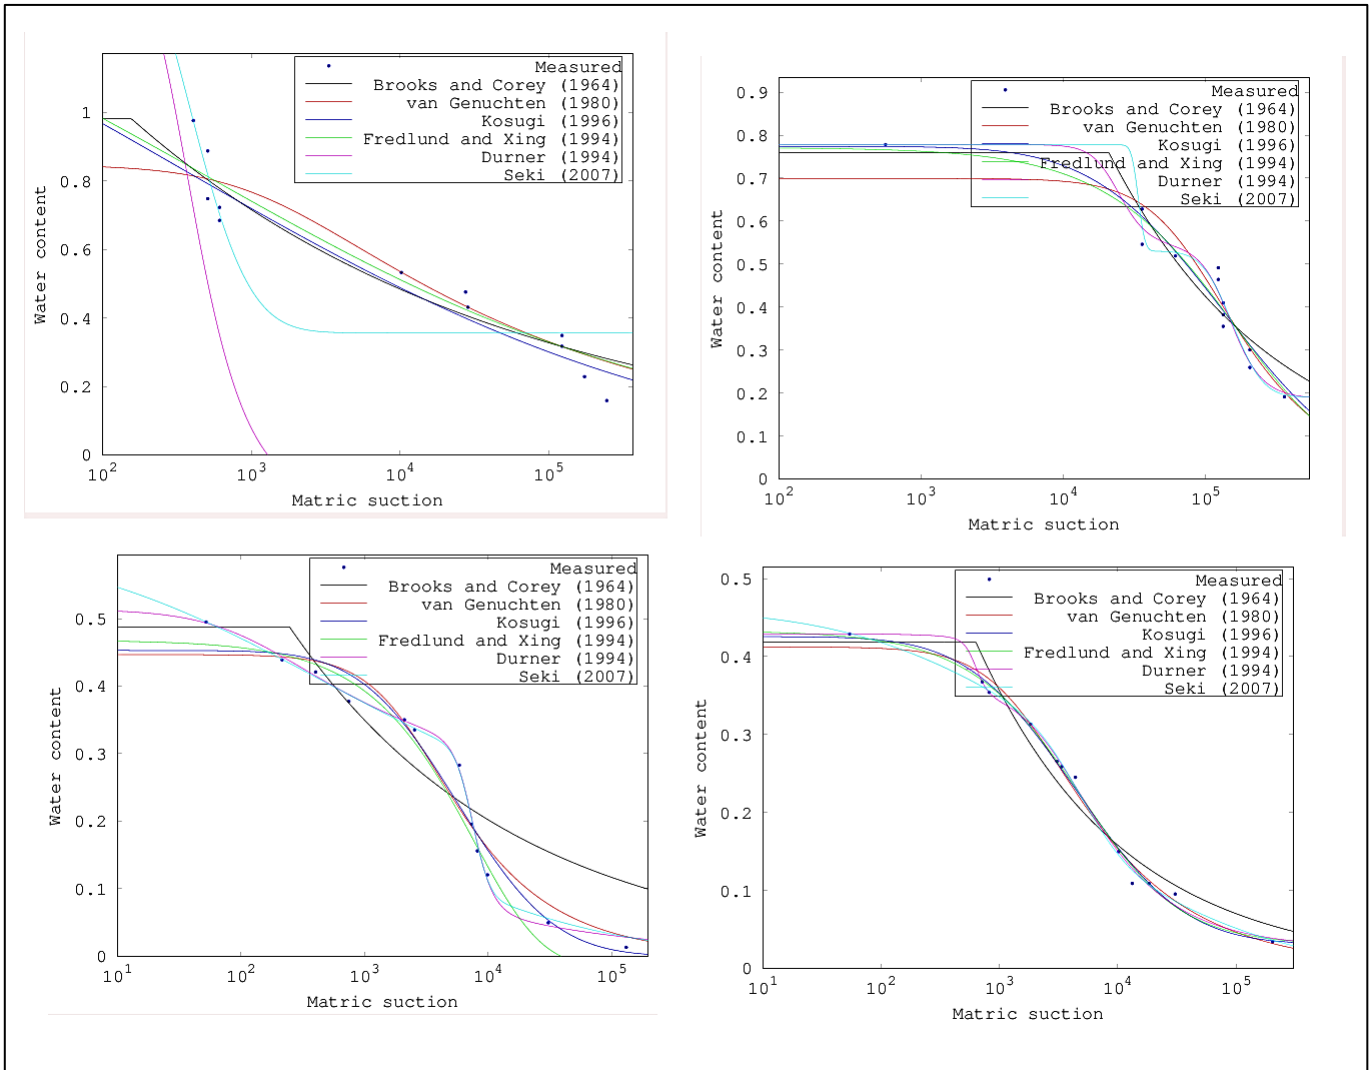 Measured
Brooks and Corey (1964)
van Genuchten (1980)
Kosugi (1996)
Fredlund and Xing (1994)
Durner (1994)
Seki (2007)
1
0.8
0.6
0.4
0.2
0
Water content
10^2 10^3 10^4 10^5
Matric suction
Measured
Brooks and Corey (1964)
van Genuchten (1980)
Kosugi (1996)
Fredlund and Xing (1994)
Durner (1994)
Seki (2007)
0.9
0.8
0.7
0.6
0.5
0.4
0.3
0.2
0.1
0
Water content
10^2 10^3 10^4 10^5
Matric suction
Measured
Brooks and Corey (1964)
van Genuchten (1980)
Kosugi (1996)
Fredlund and Xing (1994)
Durner (1994)
Seki (2007)
0.5
0.4
0.3
0.2
0.1
0
Water content
10^1 10^2 10^3 10^4 10^5
Matric suction
Measured
Brooks and Corey (1964)
van Genuchten (1980)
Kosugi (1996)
Fredlund and Xing (1994)
Durner (1994)
Seki (2007)
0.5
0.4
0.3
0.2
0.1
0
Water content
10^1 10^2 10^3 10^4 10^5
Matric suction